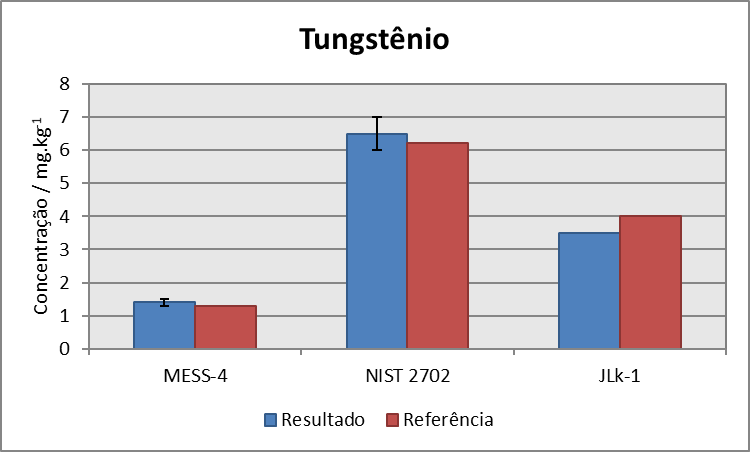 Tungstênio
Concentração / mg.kg⁻¹
8
7
6
5
4
3
2
1
0
MESS-4 NIST 2702 JLk-1
Resultado Referência